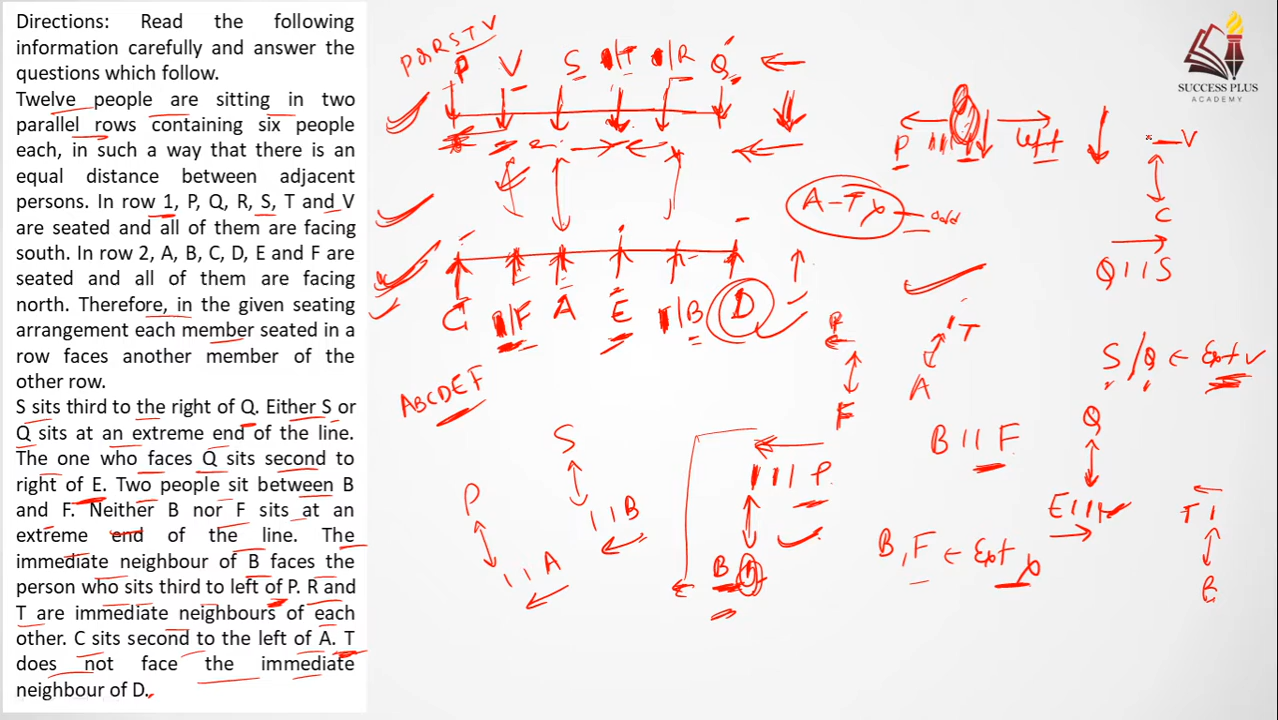 Directions: Read the following
information carefully and answer the
questions which follow.
Twelve people are sitting in two
parallel rows containing six people
each, in such a way that there is an
equal distance between adjacent
persons. In row 1, P, Q, R, S, T and V
are seated and all of them are facing
south. In row 2, A, B, C, D, E and F are
seated and all of them are facing
north. Therefore, in the given seating
arrangement each member seated in a
row faces another member of the
other row.
S sits third to the right of Q. Either S or
Q sits at an extreme end of the line.
The one who faces Q sits second to
right of E. Two people sit between B
and F. Neither B nor F sits at an
extreme end of the line. The
immediate neighbour of B faces the
person who sits third to left of P. R and
T are immediate neighbours of each
other. C sits second to the left of A. T
does not face the immediate
neighbour of D.
PQRSTV
P V S /T /R Q
C /F A E /B D
ABCDEF
P left
A-Tx odd
V
C
Q || S
T
A
S/Q
B || F
F
Q
E
S
P
|| B
|| A
||| P
B
B, F
T
SUCCESS PLUS
ACADEMY